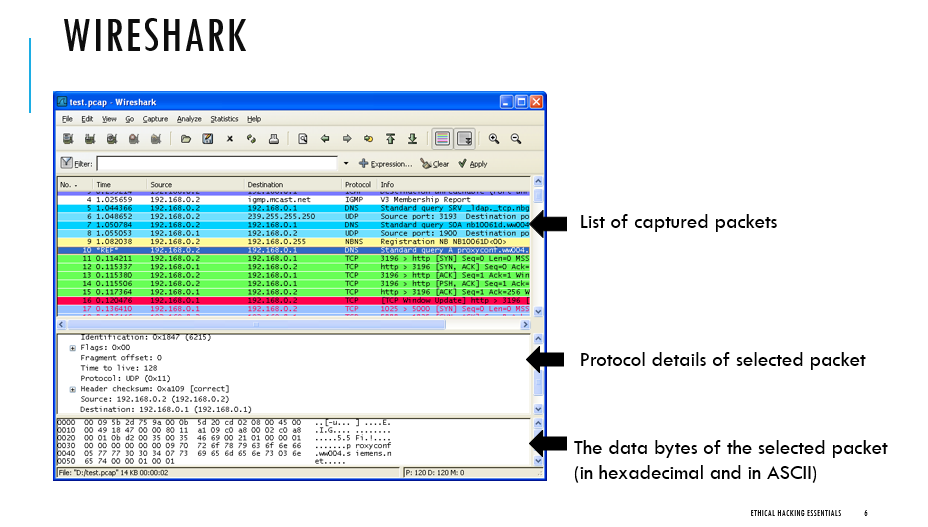 WIRESHARK
test.pcap - Wireshark
File Edit View Go Capture Analyze Statistics Help
Filter: Expression... Clear Apply
No. - Time Source Destination Protocol Info
4 1.025659 192.168.0.2 igmp.mcast.net IGMP V3 Membership Report
5 1.044366 192.168.0.2 192.168.0.1 DNS Standard query SRV _ldap._tcp.nbg
6 1.048652 192.168.0.2 239.255.255.250 UDP Source port: 3193 Destination po
7 1.050784 192.168.0.2 192.168.0.1 DNS Standard query SOA nb10061d.ww004
8 1.055053 192.168.0.1 192.168.0.2 UDP Source port: 1900 Destination po
9 1.082038 192.168.0.2 192.168.0.255 NBNS Registration NB NB10061D<00>
10 *REF* 192.168.0.2 192.168.0.1 DNS Standard query A proxyconf.ww004.
11 0.114211 192.168.0.2 192.168.0.1 TCP 3196 > http [SYN] Seq=0 Len=0 MSS
12 0.115337 192.168.0.1 192.168.0.2 TCP http > 3196 [SYN, ACK] Seq=0 Ack=
13 0.115380 192.168.0.2 192.168.0.1 TCP 3196 > http [ACK] Seq=1 Ack=1 Win
14 0.115506 192.168.0.2 192.168.0.1 TCP 3196 > http [PSH, ACK] Seq=1 Ack=
15 0.117364 192.168.0.1 192.168.0.2 TCP http > 3196 [ACK] Seq=1 Ack=256 W
16 0.120476 192.168.0.1 192.168.0.2 TCP [TCP Window Update] http > 3196 [
17 0.136410 192.168.0.1 192.168.0.2 TCP 1025 > 5000 [SYN] Seq=0 Len=0 MSS
List of captured packets
Identification: 0x1847 (6215)
Flags: 0x00
Fragment offset: 0
Time to live: 128
Protocol: UDP (0x11)
Header checksum: 0xa109 [correct]
Source: 192.168.0.2 (192.168.0.2)
Destination: 192.168.0.1 (192.168.0.1)
Protocol details of selected packet
0000 00 09 5b 2d 75 9a 00 0b 5d 20 cd 02 08 00 45 00 ..[-u... ] ....E.
0010 00 49 18 47 00 00 80 11 a1 09 c0 a8 00 02 c0 a8 .I.G.... ........
0020 00 01 0b d2 00 35 00 35 46 69 00 21 01 00 00 01 .....5.5 Fi.!....
0030 00 00 00 00 00 00 09 70 72 6f 78 79 63 6f 6e 66 .......p roxyconf
0040 05 77 77 30 30 34 07 73 69 65 6d 65 6e 73 03 6e .ww004.s iemens.n
0050 65 74 00 00 01 00 01 et.....
The data bytes of the selected packet
(in hexadecimal and in ASCII)
File: "D:/test.pcap" 14 KB 00:00:02 P: 120 D: 120 M: 0
ETHICAL HACKING ESSENTIALS 6